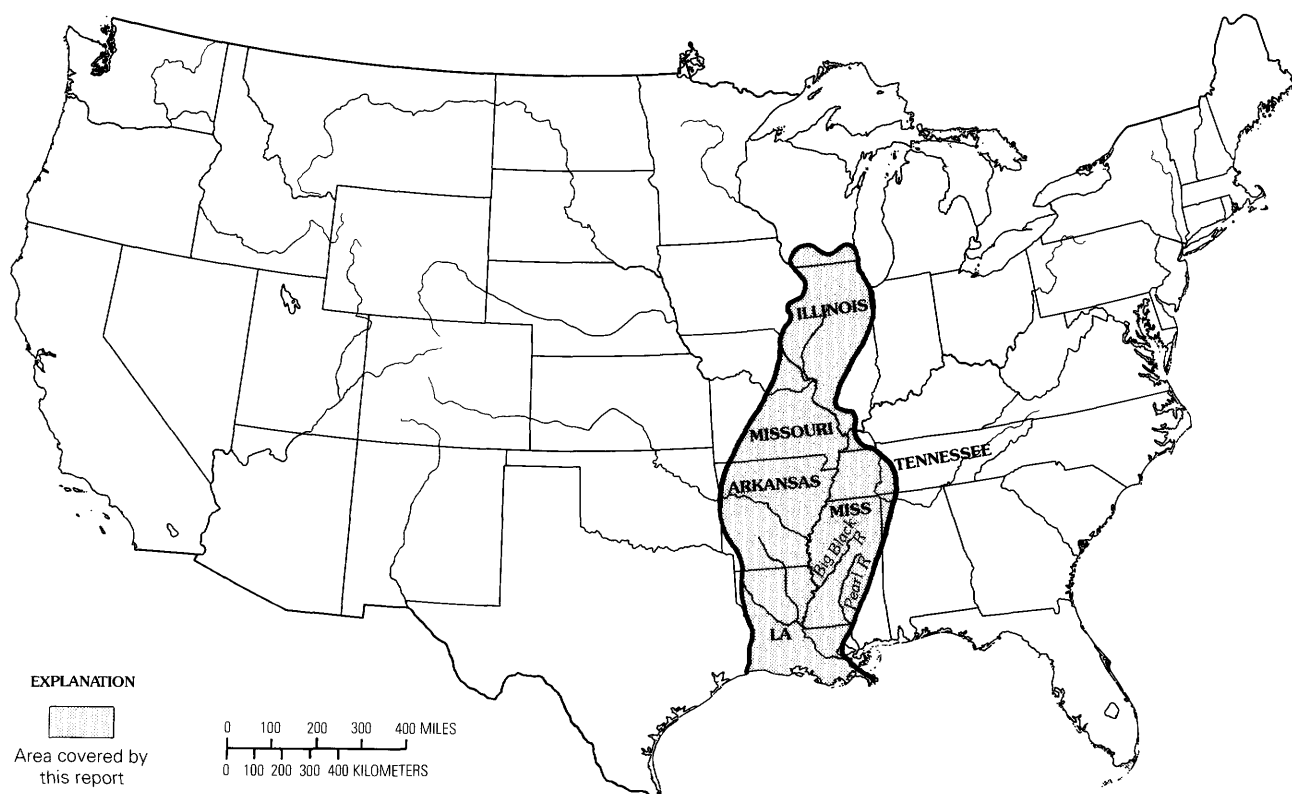 ILLINOIS
MISSOURI
TENNESSEE
ARKANSAS
MISS
Big Black R
Pearl R
LA
EXPLANATION
Area covered by
this report
0 100 200 300 400 MILES
0 100 200 300 400 KILOMETERS